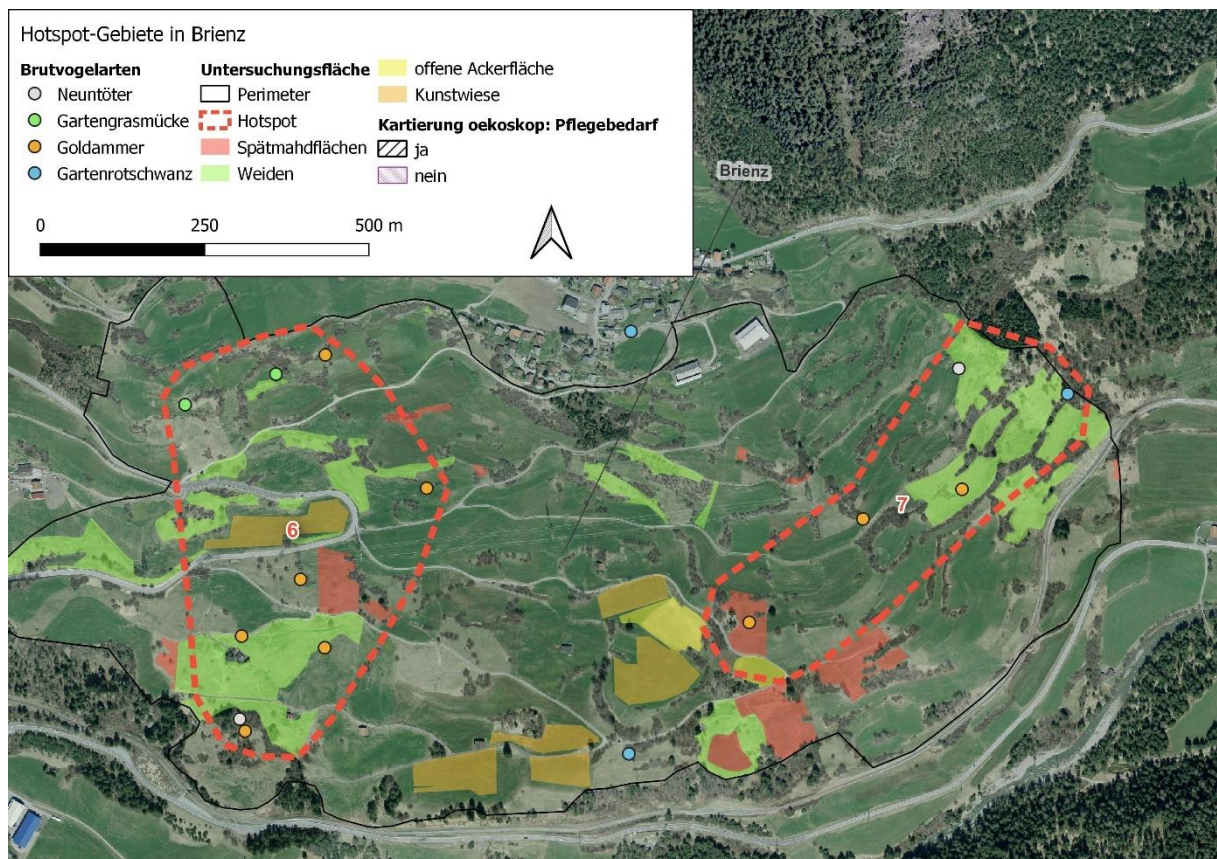 Hotspot-Gebiete in Brienz
Brutvogelarten
Neuntöter
Gartengrasmücke
Goldammer
Gartenrotschwanz
Untersuchungsfläche
Perimeter
Hotspot
Spätmahdflächen
Weiden
offene Ackerfläche
Kunstwiese
Kartierung oekoskop: Pflegebedarf
ja
nein
0 250 500 m
Brienz
6
7